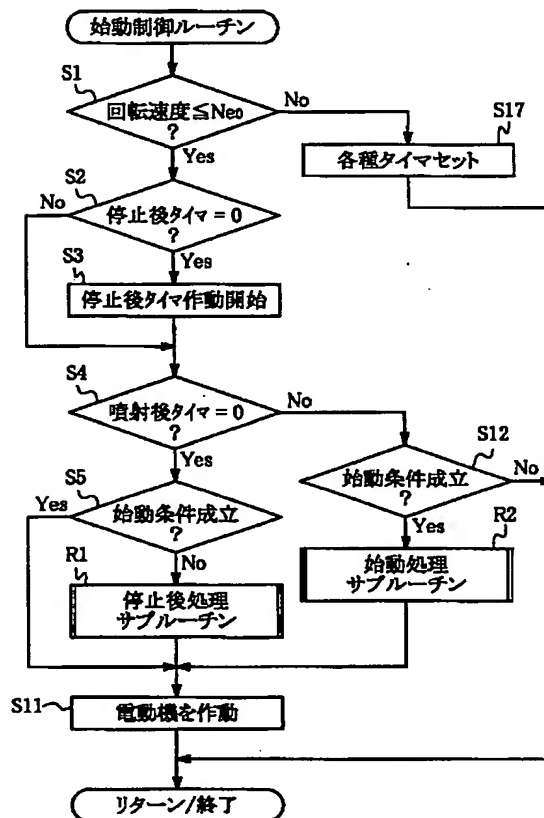 始動制御ルーチン
S1
回転速度≦Ne0
?
No
Yes
S17
各種タイマセット
S2
No
停止後タイマ = 0
?
Yes
S3
停止後タイマ作動開始
S4
噴射後タイマ = 0
?
No
Yes
S12
始動条件成立
?
No
Yes
S5
Yes
始動条件成立
?
No
R1
停止後処理
サブルーチン
R2
始動処理
サブルーチン
S11
電動機を作動
リターン/終了